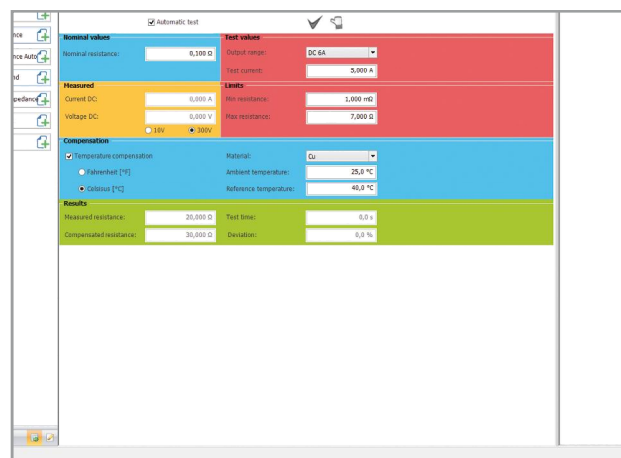 Automatic test
nce
nce Auto
nd
pedance
Nominal values
Nominal resistance: 0,100 Ω
Test values
Output range: DC 6A
Test current: 5,000 A
Measured
Current DC: 0,000 A
Voltage DC: 0,000 V
10V 300V
Limits
Min resistance: 1,000 mΩ
Max resistance: 7,000 Ω
Compensation
Temperature compensation
Fahrenheit [°F]
Celsious [°C]
Material: Cu
Ambient temperature: 25,0 °C
Reference temperature: 40,0 °C
Results
Measured resistance: 20,000 Ω
Compensated resistance: 30,000 Ω
Test time: 0,0 s
Deviation: 0,0 %